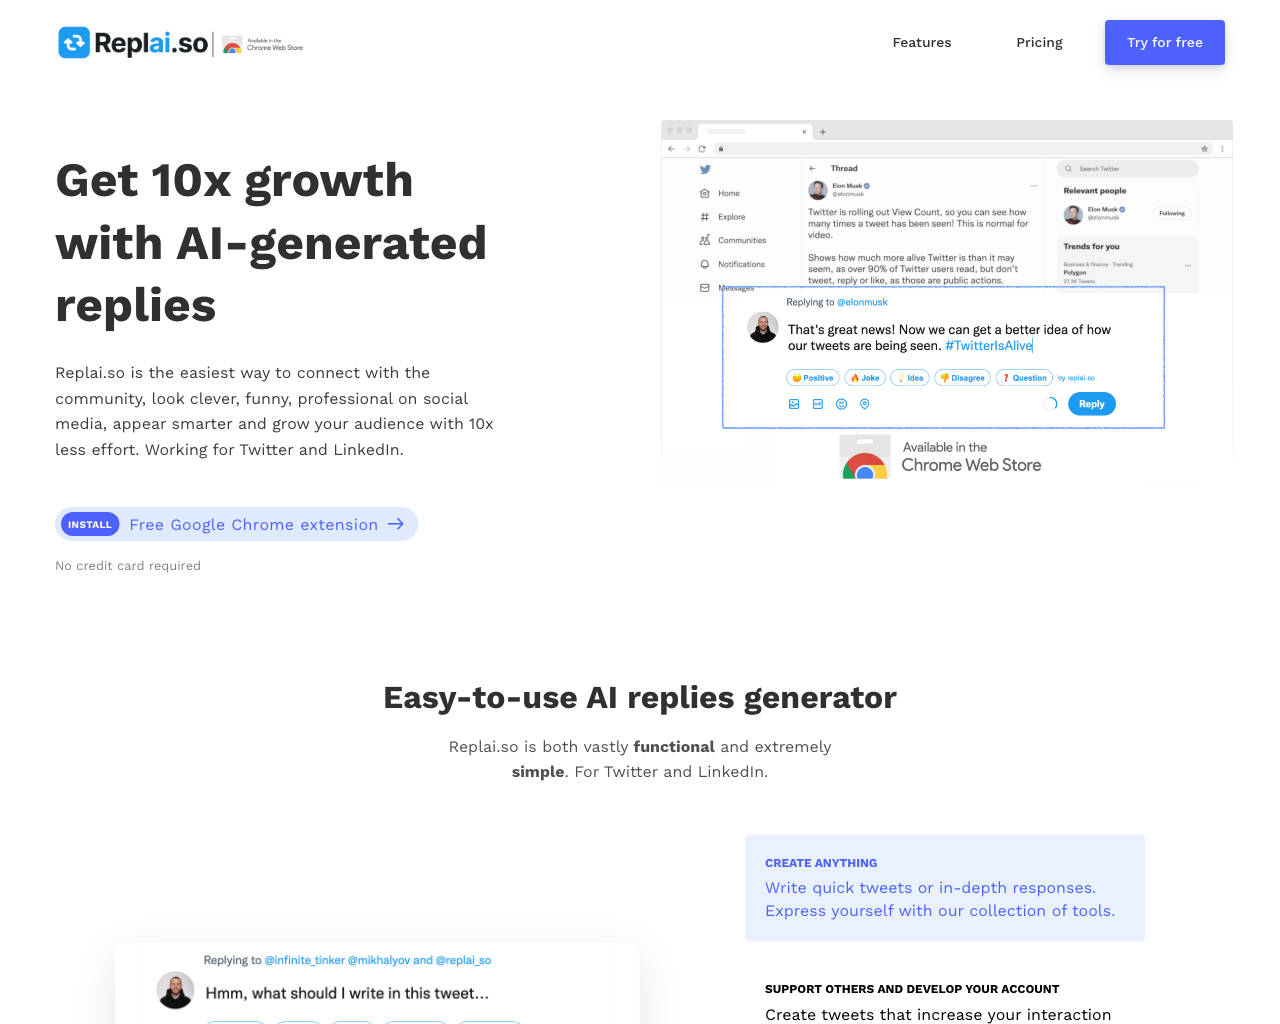 Replai.so
Available in the
Chrome Web Store
Features
Pricing
Try for free
Get 10x growth
with AI-generated
replies
Replai.so is the easiest way to connect with the
community, look clever, funny, professional on social
media, appear smarter and grow your audience with 10x
less effort. Working for Twitter and LinkedIn.
INSTALL Free Google Chrome extension →
No credit card required
Thread
Search Twitter
Elon Musk
@elonmusk
Home
Explore
Communities
Notifications
Messages
Twitter is rolling out View Count, so you can see how
many times a tweet has been seen! This is normal for
video.
Shows how much more alive Twitter is than it may
seem, as over 90% of Twitter users read, but don't
tweet, reply or like, as those are public actions.
Relevant people
Elon Musk
@elonmusk
Following
Trends for you
Business & finance · Trending
Polygon
27.3K Tweets
Replying to @elonmusk
That's great news! Now we can get a better idea of how
our tweets are being seen. #TwitterIsAlive
Positive
Joke
Idea
Disagree
Question
by replai.so
GIF
Reply
Available in the
Chrome Web Store
Easy-to-use AI replies generator
Replai.so is both vastly functional and extremely
simple. For Twitter and LinkedIn.
CREATE ANYTHING
Write quick tweets or in-depth responses.
Express yourself with our collection of tools.
Replying to @infinite_tinker @mikhalyov and @replai_so
Hmm, what should I write in this tweet...
SUPPORT OTHERS AND DEVELOP YOUR ACCOUNT
Create tweets that increase your interaction